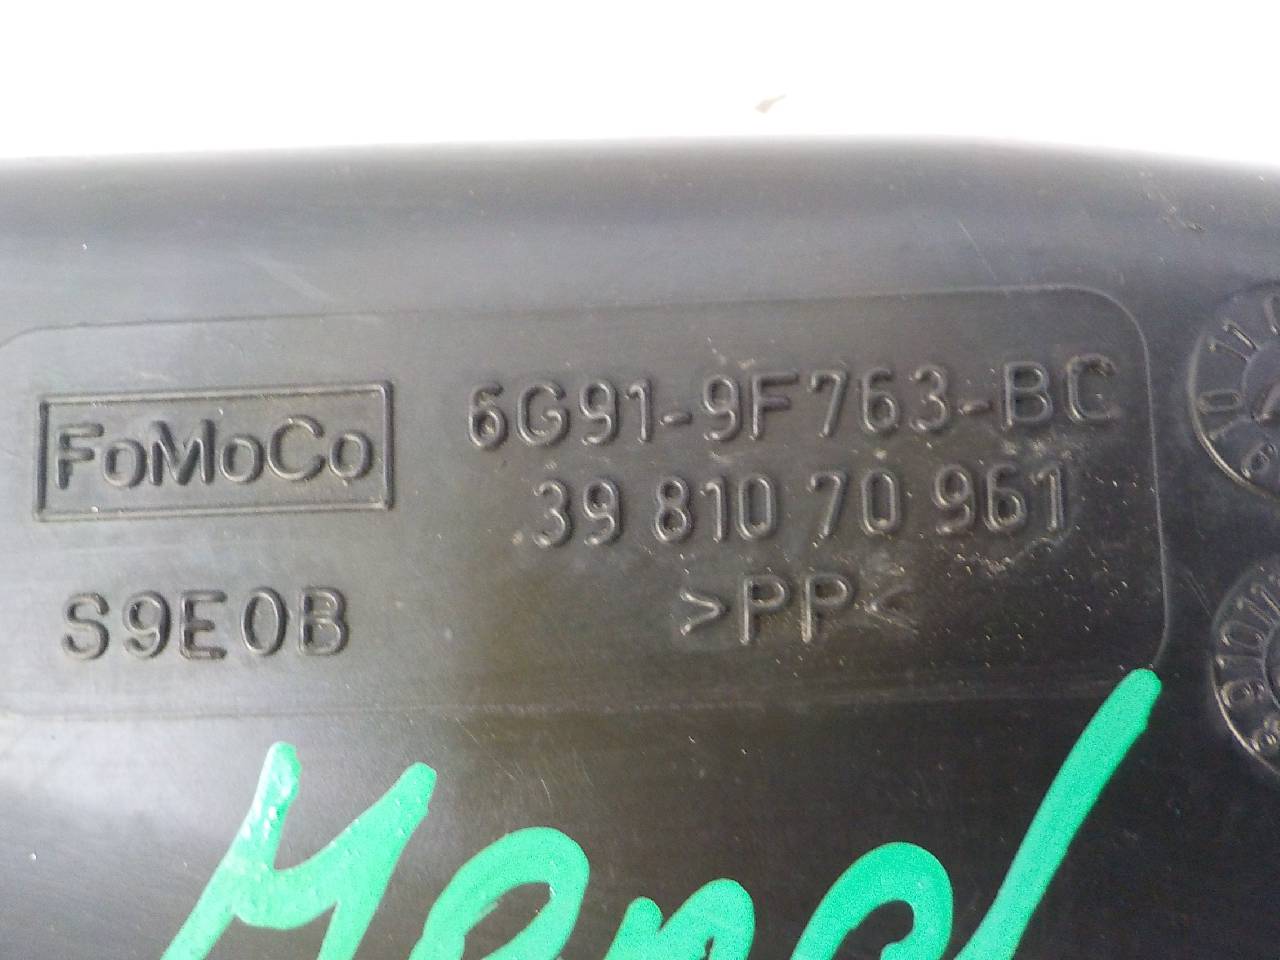 FoMoCo
6G91-9F763-BC
39 810 70 961
S9E0B
>PP<